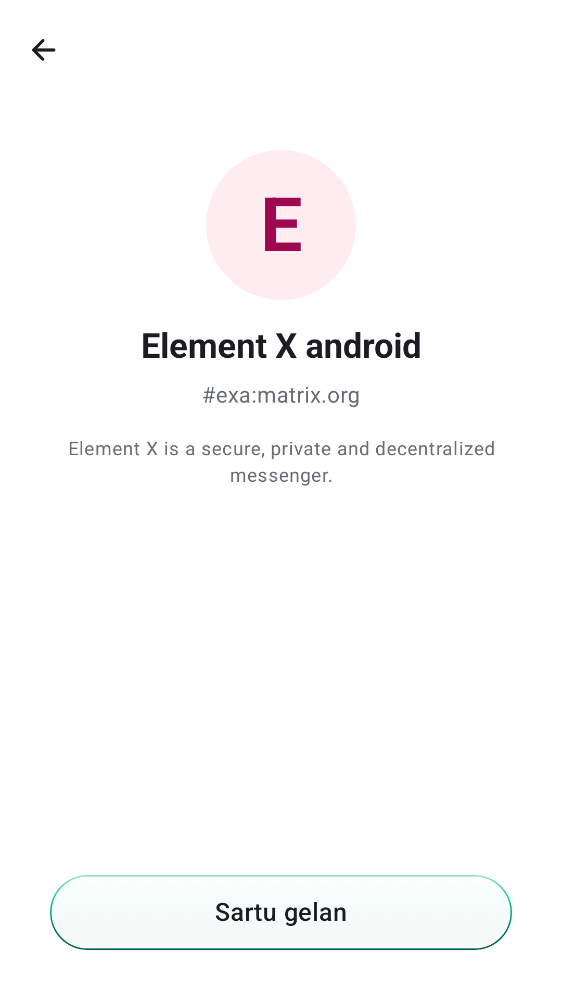 E
Element X android
#exa:matrix.org
Element X is a secure, private and decentralized
messenger.
Sartu gelan